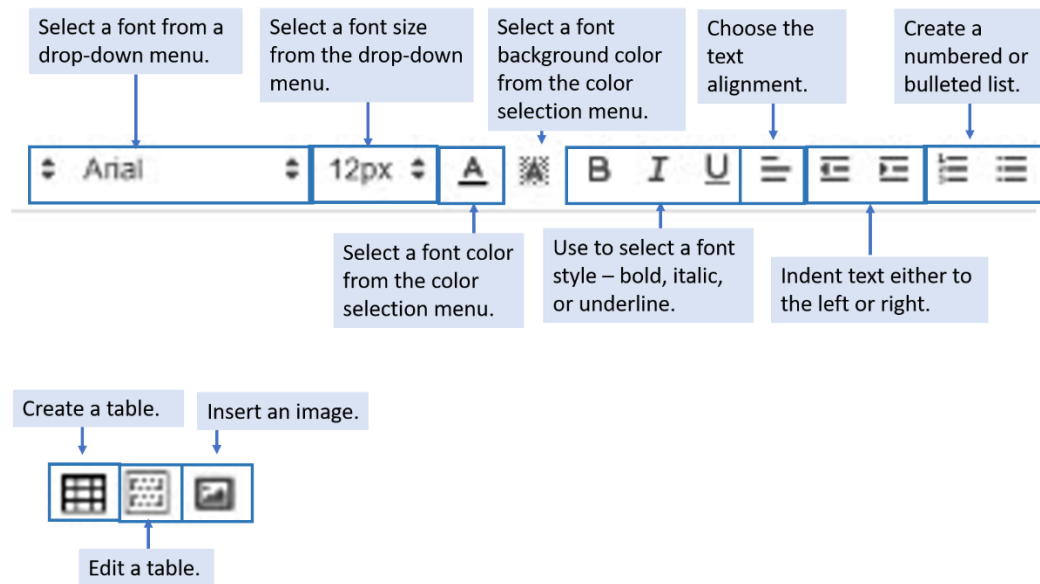 Select a font from a
drop-down menu.
Select a font size
from the drop-down
menu.
Select a font
background color
from the color
selection menu.
Choose the
text
alignment.
Create a
numbered or
bulleted list.
Arial 12px A A B I U
Select a font color
from the color
selection menu.
Use to select a font
style – bold, italic,
or underline.
Indent text either to
the left or right.
Create a table.
Insert an image.
Edit a table.